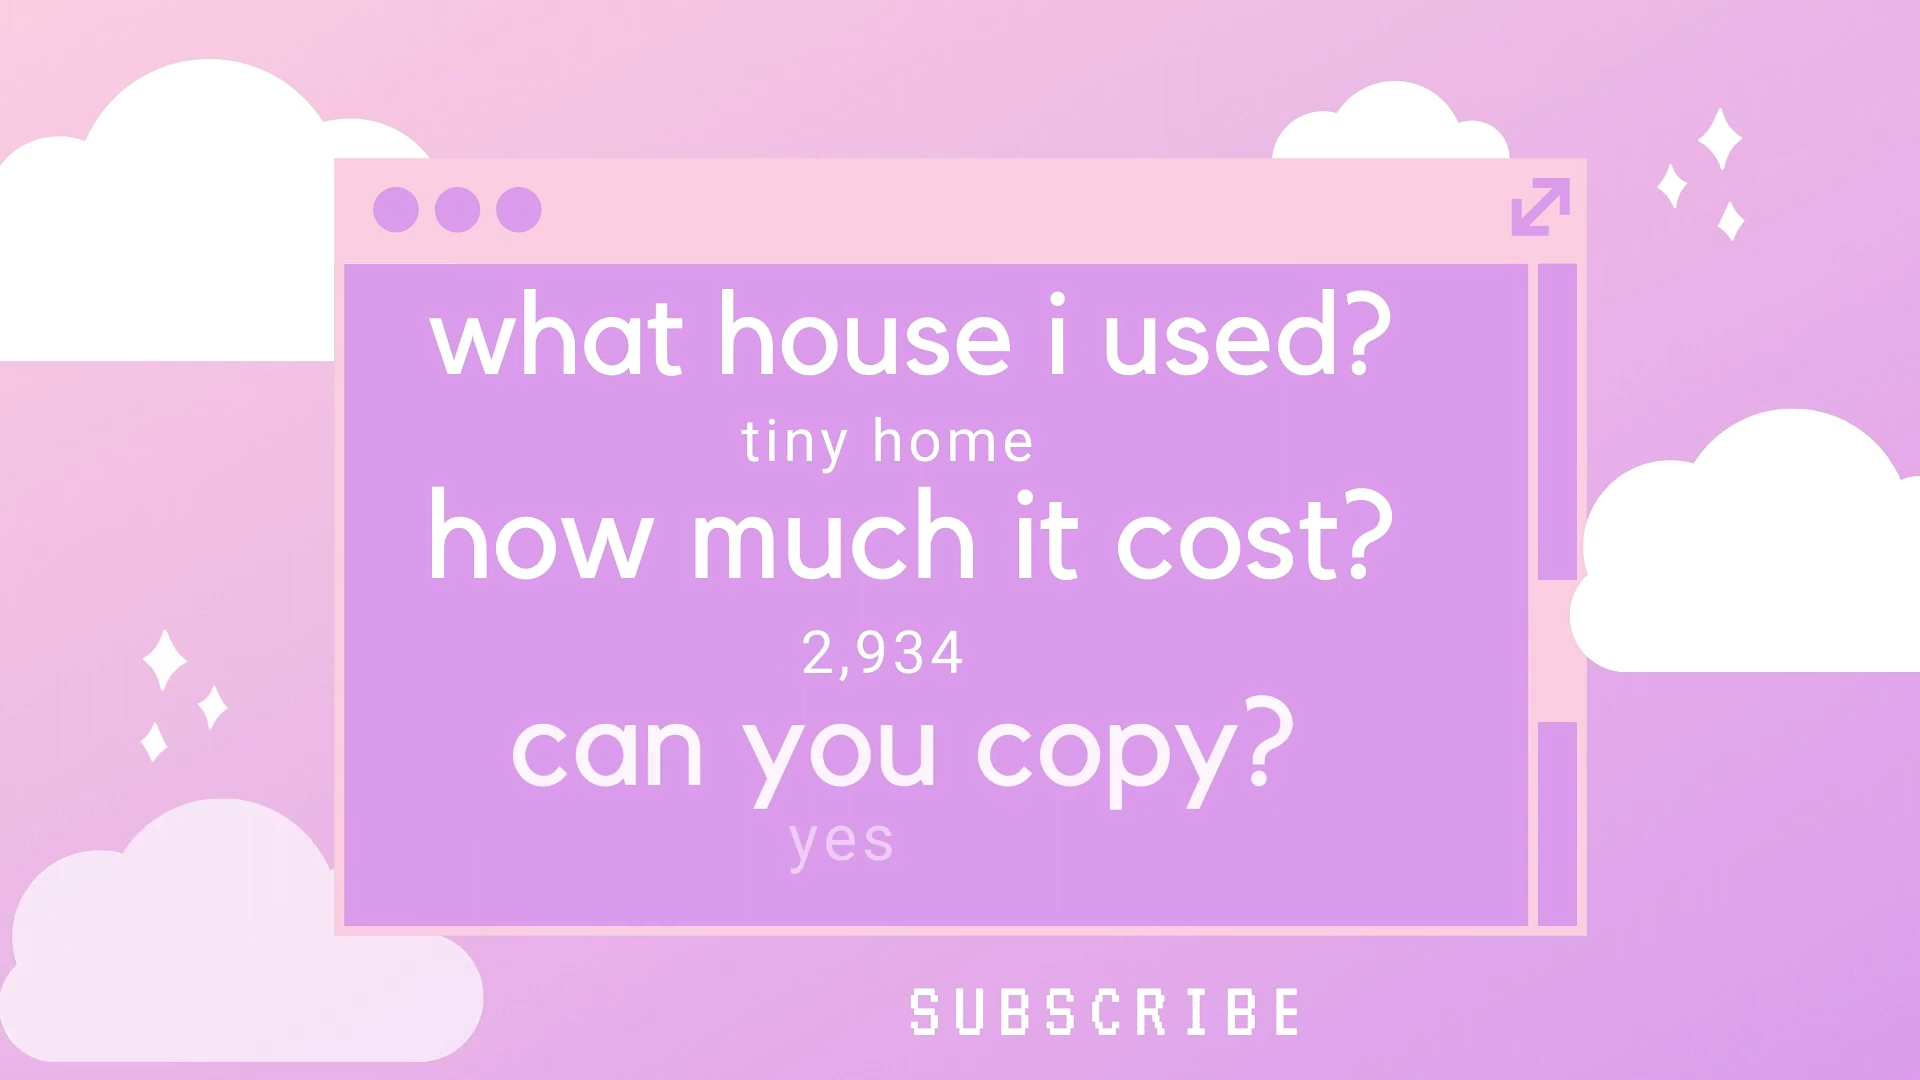 what house i used?
tiny home
how much it cost?
2,934
can you copy?
yes
SUBSCRIBE